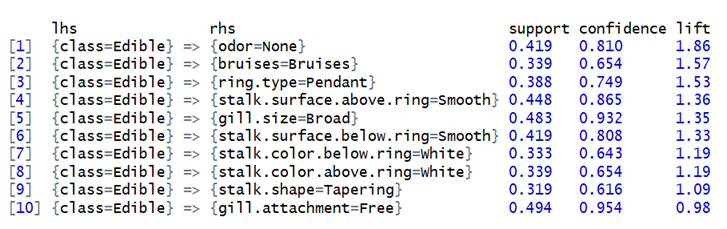 lhs rhs support confidence lift
[1] {class=Edible} => {odor=None} 0.419 0.810 1.86
[2] {class=Edible} => {bruises=Bruises} 0.339 0.654 1.57
[3] {class=Edible} => {ring.type=Pendant} 0.388 0.749 1.53
[4] {class=Edible} => {stalk.surface.above.ring=Smooth} 0.448 0.865 1.36
[5] {class=Edible} => {gill.size=Broad} 0.483 0.932 1.35
[6] {class=Edible} => {stalk.surface.below.ring=Smooth} 0.419 0.808 1.33
[7] {class=Edible} => {stalk.color.below.ring=White} 0.333 0.643 1.19
[8] {class=Edible} => {stalk.color.above.ring=White} 0.339 0.654 1.19
[9] {class=Edible} => {stalk.shape=Tapering} 0.319 0.616 1.09
[10] {class=Edible} => {gill.attachment=Free} 0.494 0.954 0.98